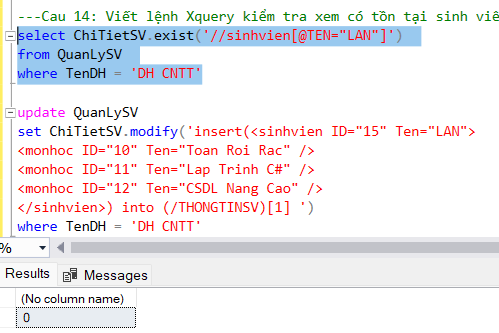 ---Cau 14: Viết lệnh Xquery kiểm tra xem có tồn tại sinh viê
select ChiTietSV.exist('//sinhvien[@TEN="LAN"]')
from QuanLySV
where TenDH = 'DH CNTT'
update QuanLySV
set ChiTietSV.modify('insert(<sinhvien ID="15" Ten="LAN">
<monhoc ID="10" Ten="Toan Roi Rac" />
<monhoc ID="11" Ten="Lap Trinh C#" />
<monhoc ID="12" Ten="CSDL Nang Cao" />
</sinhvien>) into (/THONGTINSV)[1] ')
where TenDH = 'DH CNTT'
%
Results Messages
(No column name)
0